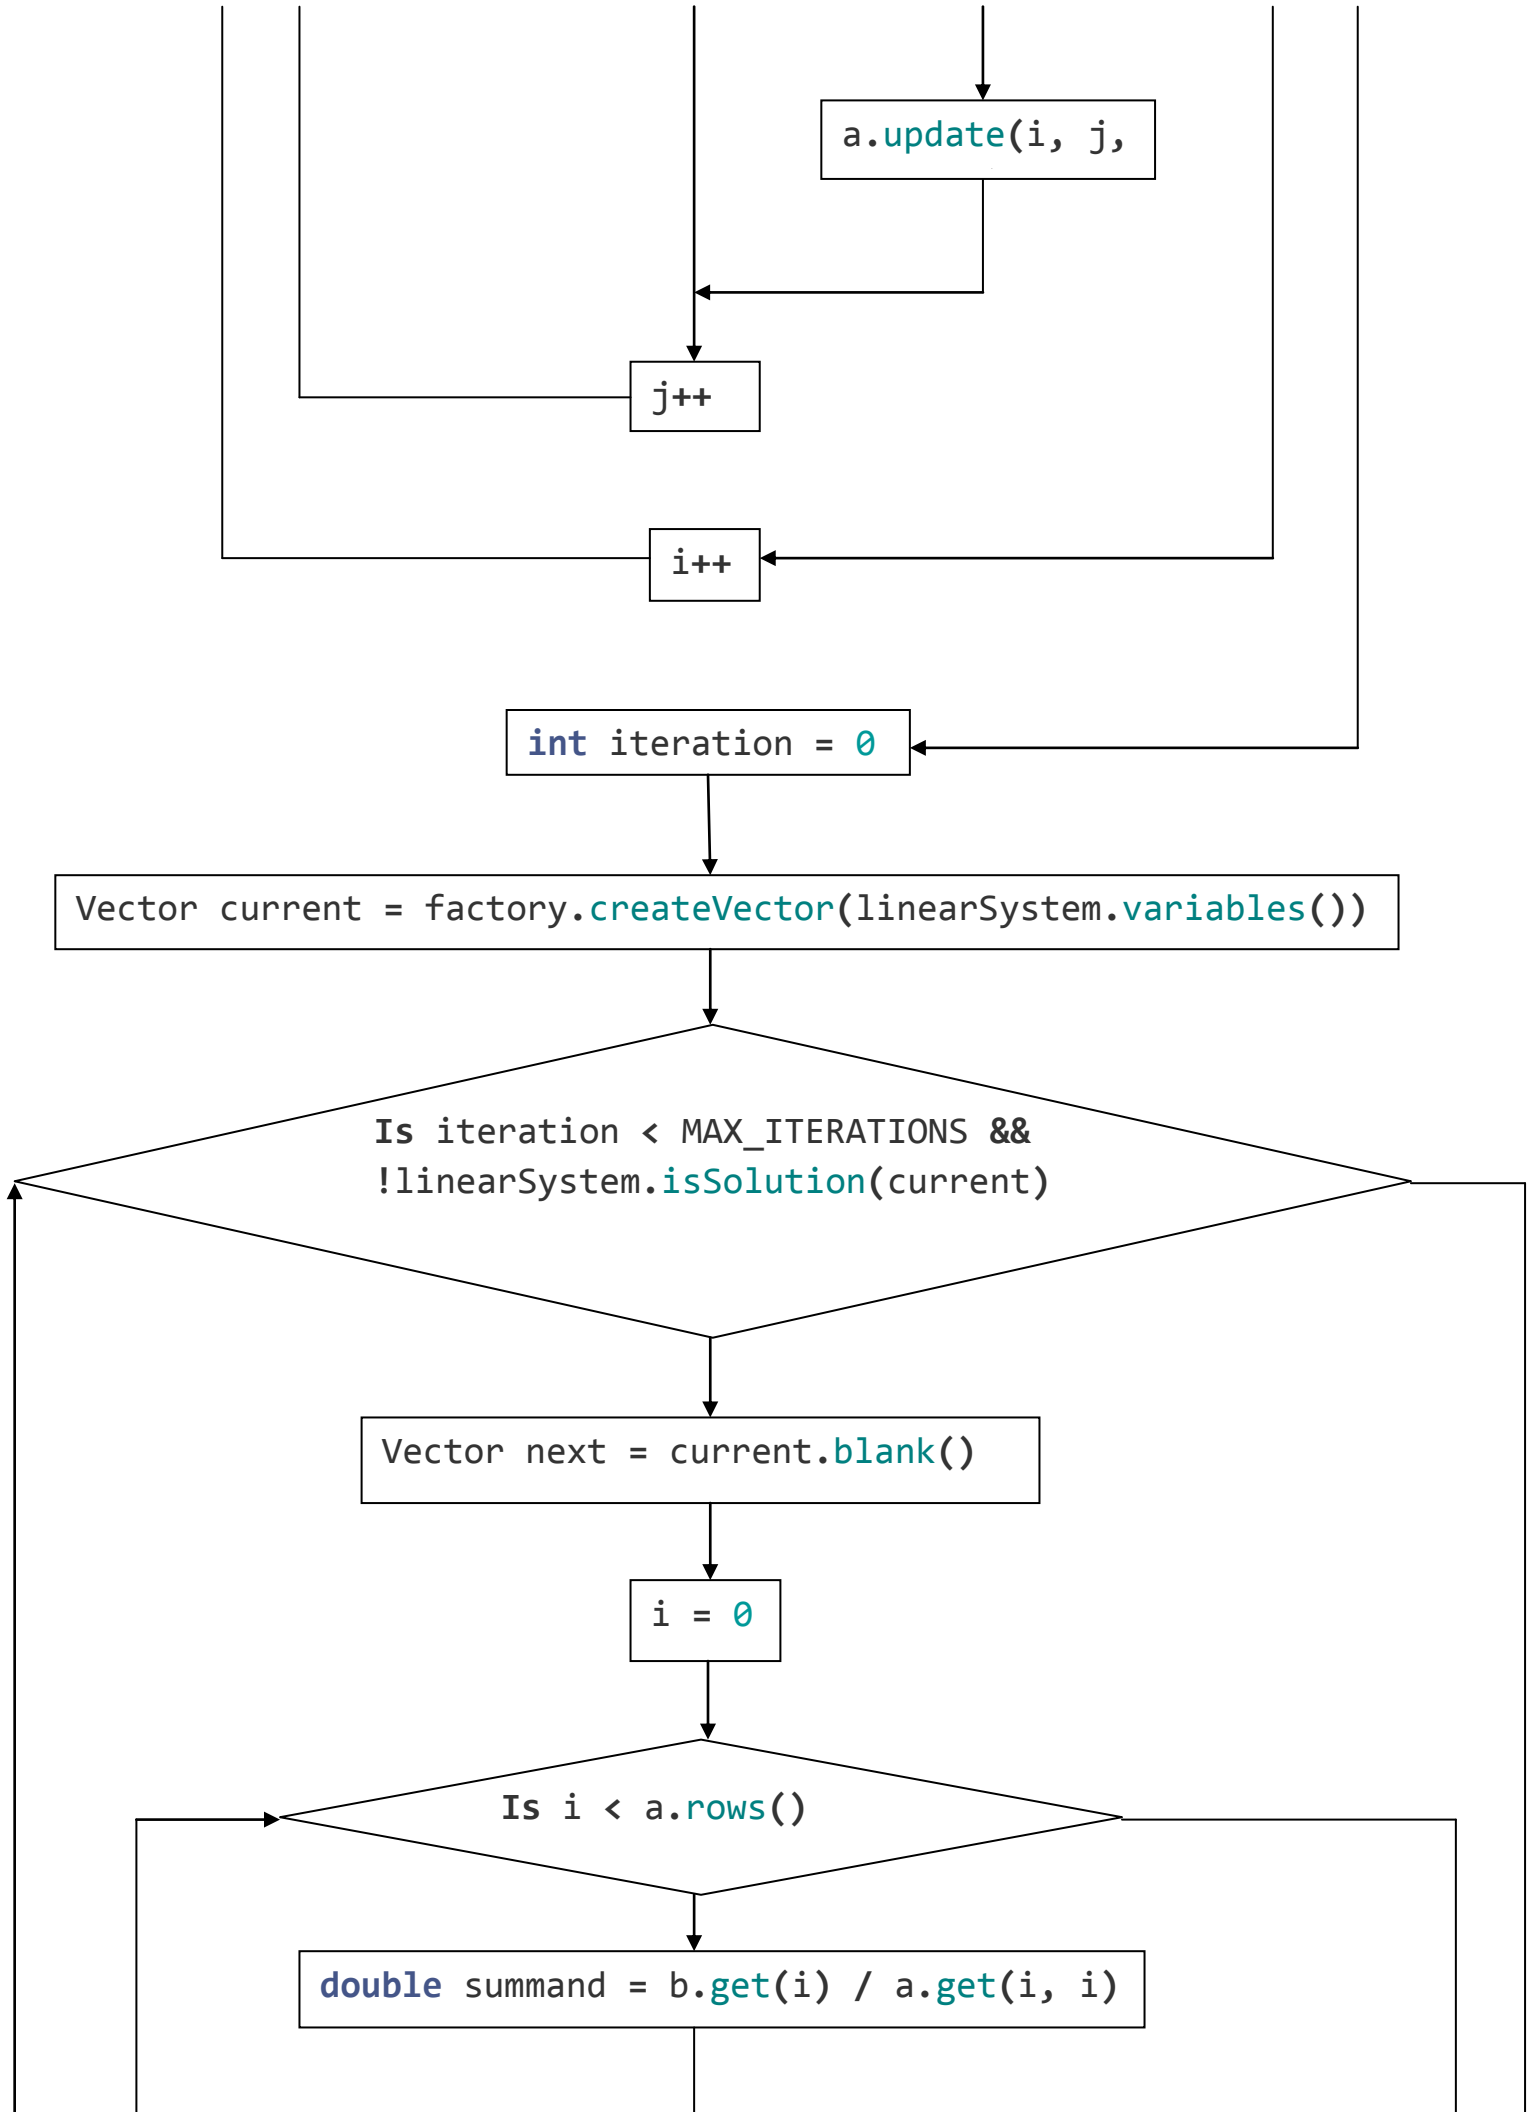 a.update(i, j,
j++
i++
int iteration = 0
Vector current = factory.createVector(linearSystem.variables())
Is iteration < MAX_ITERATIONS &&
!linearSystem.isSolution(current)
Vector next = current.blank()
i = 0
Is i < a.rows()
double summand = b.get(i) / a.get(i, i)